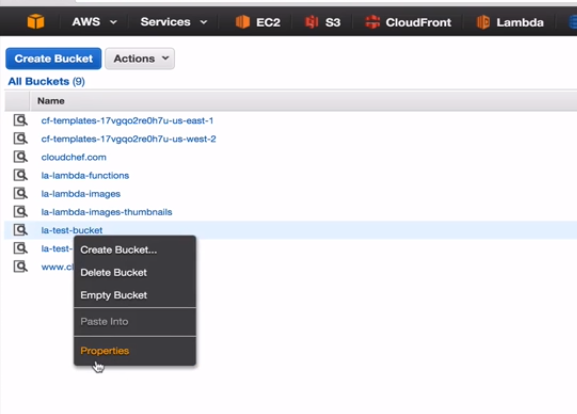 AWS Services EC2 S3 CloudFront Lambda
Create Bucket Actions
All Buckets (9)
Name
cf-templates-17vgqo2re0h7u-us-east-1
cf-templates-17vgqo2re0h7u-us-west-2
cloudchef.com
la-lambda-functions
la-lambda-images
la-lambda-images-thumbnails
la-test-bucket
la-test-
www.cl
Create Bucket...
Delete Bucket
Empty Bucket
Paste Into
Properties